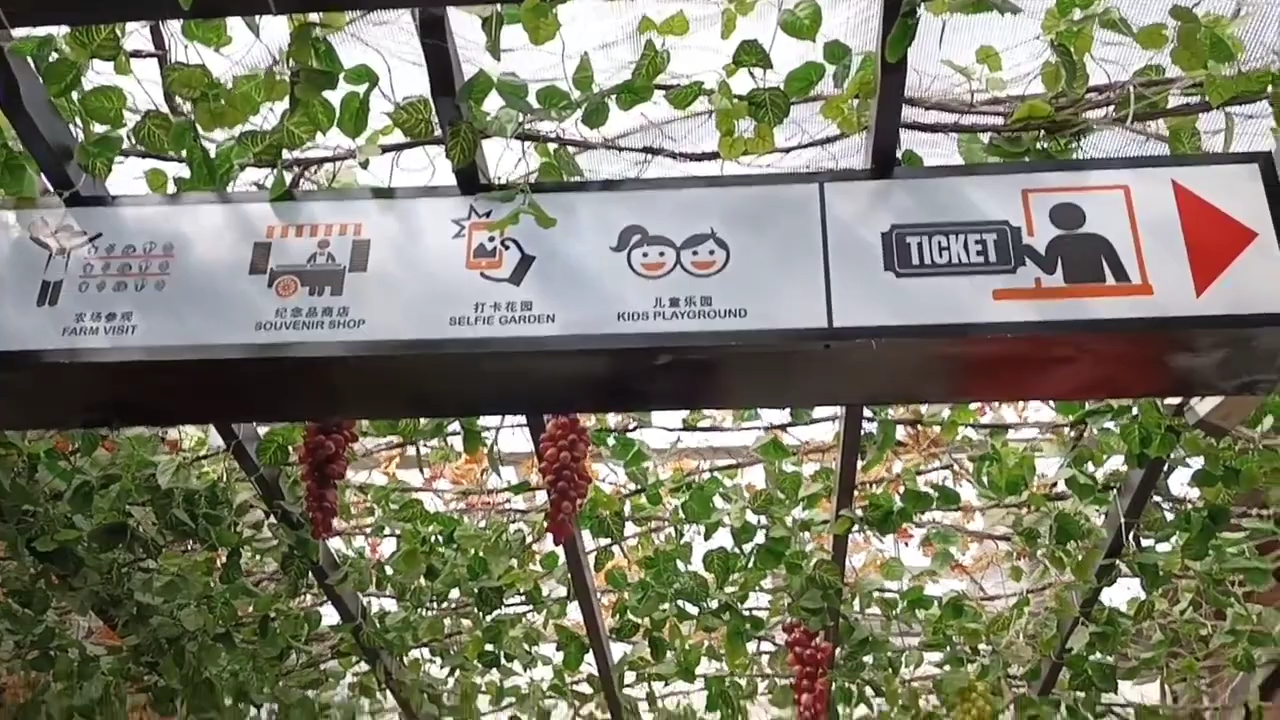 农场参观
FARM VISIT
纪念品商店
SOUVENIR SHOP
打卡花园
SELFIE GARDEN
儿童乐园
KIDS PLAYGROUND
TICKET